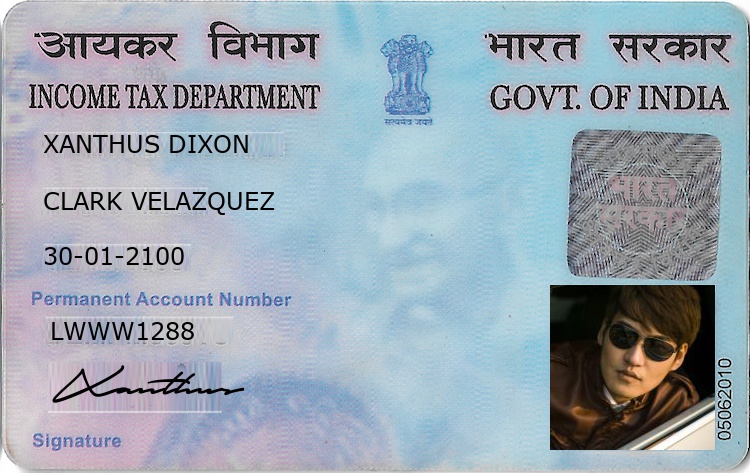 आयकर विभाग
भारत सरकार
INCOME TAX DEPARTMENT
GOVT. OF INDIA
सत्यमेव जयते
XANTHUS DIXON
CLARK VELAZQUEZ
भारत
सरकार
30-01-2100
Permanent Account Number
LWWW1288
Xanthus
05062010
Signature